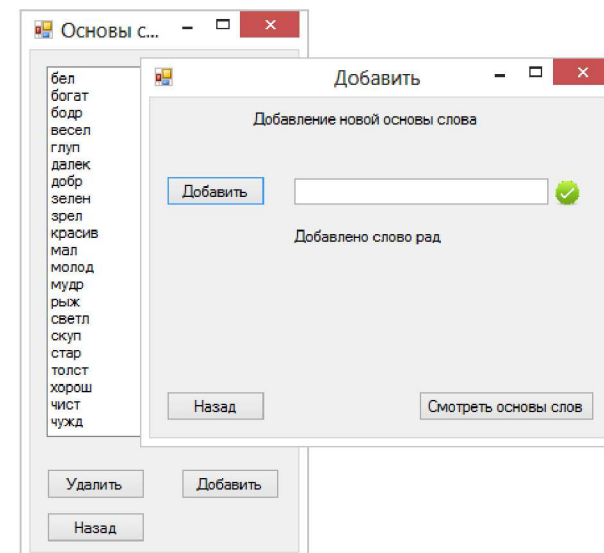 Основы с...
бел
богат
бодр
весел
глуп
далек
добр
зелен
зрел
красив
мал
молод
мудр
рыж
светл
скуп
стар
толст
хорош
чист
чужд
Удалить
Добавить
Назад
Добавить
Добавление новой основы слова
Добавить
Добавлено слово рад
Назад
Смотреть основы слов